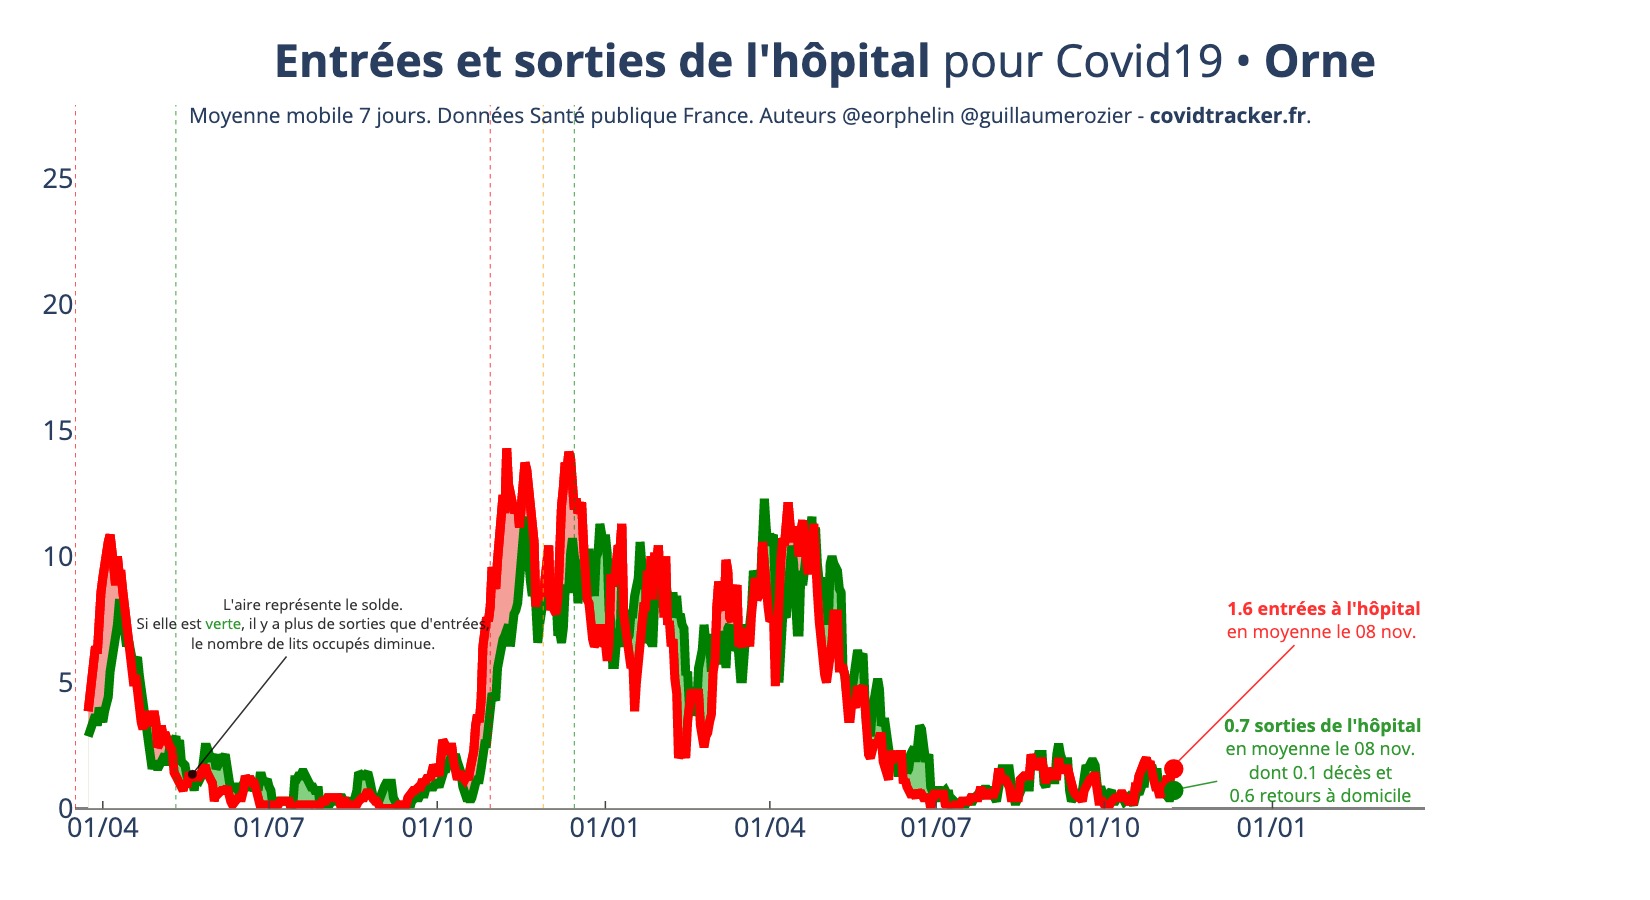 Entrées et sorties de l'hôpital pour Covid19 • Orne
Moyenne mobile 7 jours. Données Santé publique France. Auteurs @eorphelin @guillaumerozier - covidtracker.fr.
25
20
15
10
5
0
L'aire représente le solde.
Si elle est verte, il y a plus de sorties que d'entrées,
le nombre de lits occupés diminue.
1.6 entrées à l'hôpital
en moyenne le 08 nov.
0.7 sorties de l'hôpital
en moyenne le 08 nov.
dont 0.1 décès et
0.6 retours à domicile
01/04 01/07 01/10 01/01 01/04 01/07 01/10 01/01